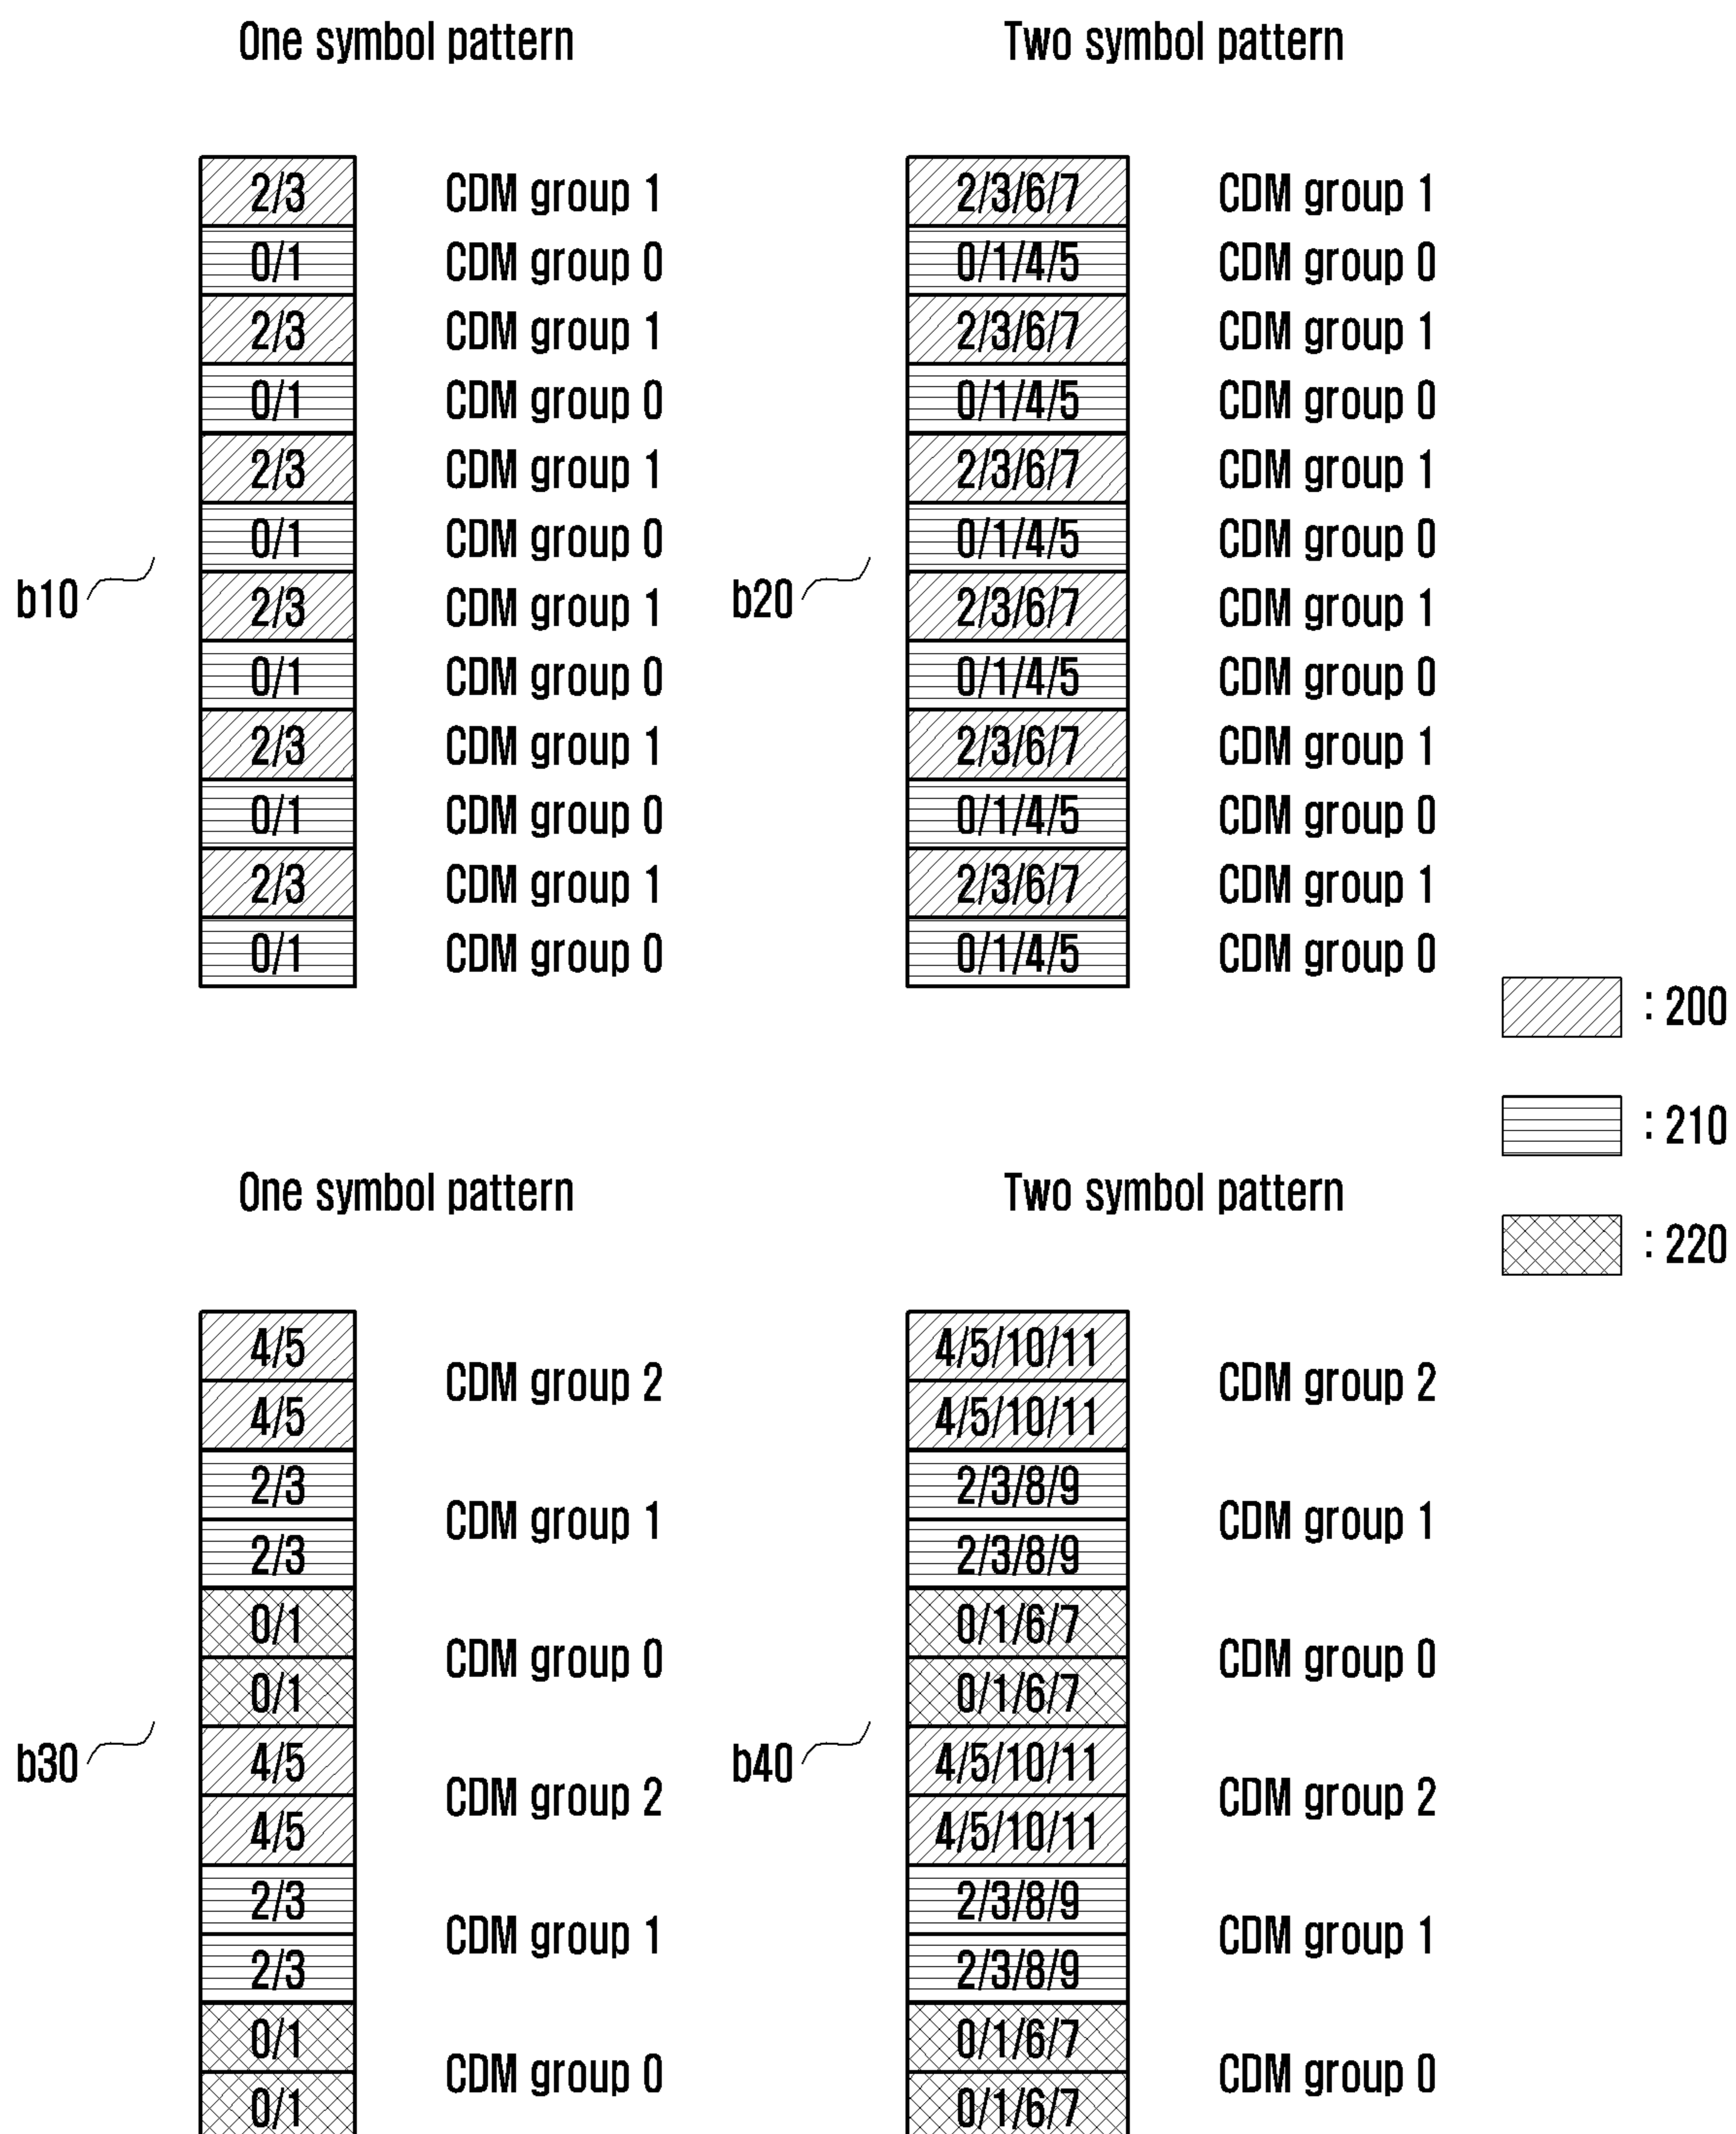 One symbol pattern Two symbol pattern
2/3 CDM group 1 2/3/6/7 CDM group 1
0/1 CDM group 0 0/1/4/5 CDM group 0
2/3 CDM group 1 2/3/6/7 CDM group 1
0/1 CDM group 0 0/1/4/5 CDM group 0
2/3 CDM group 1 2/3/6/7 CDM group 1
0/1 CDM group 0 0/1/4/5 CDM group 0
b10 2/3 CDM group 1 b20 2/3/6/7 CDM group 1
0/1 CDM group 0 0/1/4/5 CDM group 0
2/3 CDM group 1 2/3/6/7 CDM group 1
0/1 CDM group 0 0/1/4/5 CDM group 0
2/3 CDM group 1 2/3/6/7 CDM group 1
0/1 CDM group 0 0/1/4/5 CDM group 0
: 200
: 210
: 220
One symbol pattern Two symbol pattern
4/5 4/5/10/11
CDM group 2 CDM group 2
4/5 4/5/10/11
2/3 2/3/8/9
CDM group 1 CDM group 1
2/3 2/3/8/9
0/1 0/1/6/7
CDM group 0 CDM group 0
0/1 0/1/6/7
b30 4/5 b40 4/5/10/11
CDM group 2 CDM group 2
4/5 4/5/10/11
2/3 2/3/8/9
CDM group 1 CDM group 1
2/3 2/3/8/9
0/1 0/1/6/7
CDM group 0 CDM group 0
0/1 0/1/6/7